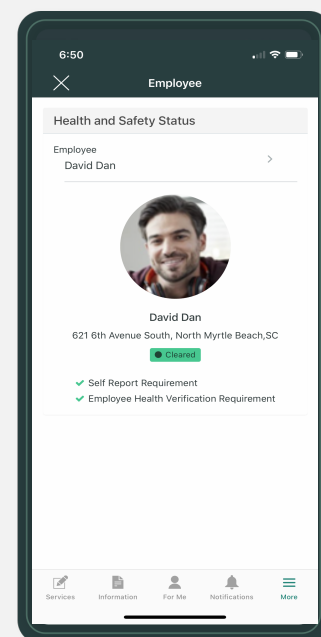 6:50
Employee
Health and Safety Status
Employee
David Dan
David Dan
621 6th Avenue South, North Myrtle Beach,SC
Cleared
Self Report Requirement
Employee Health Verification Requirement
Services Information For Me Notifications More